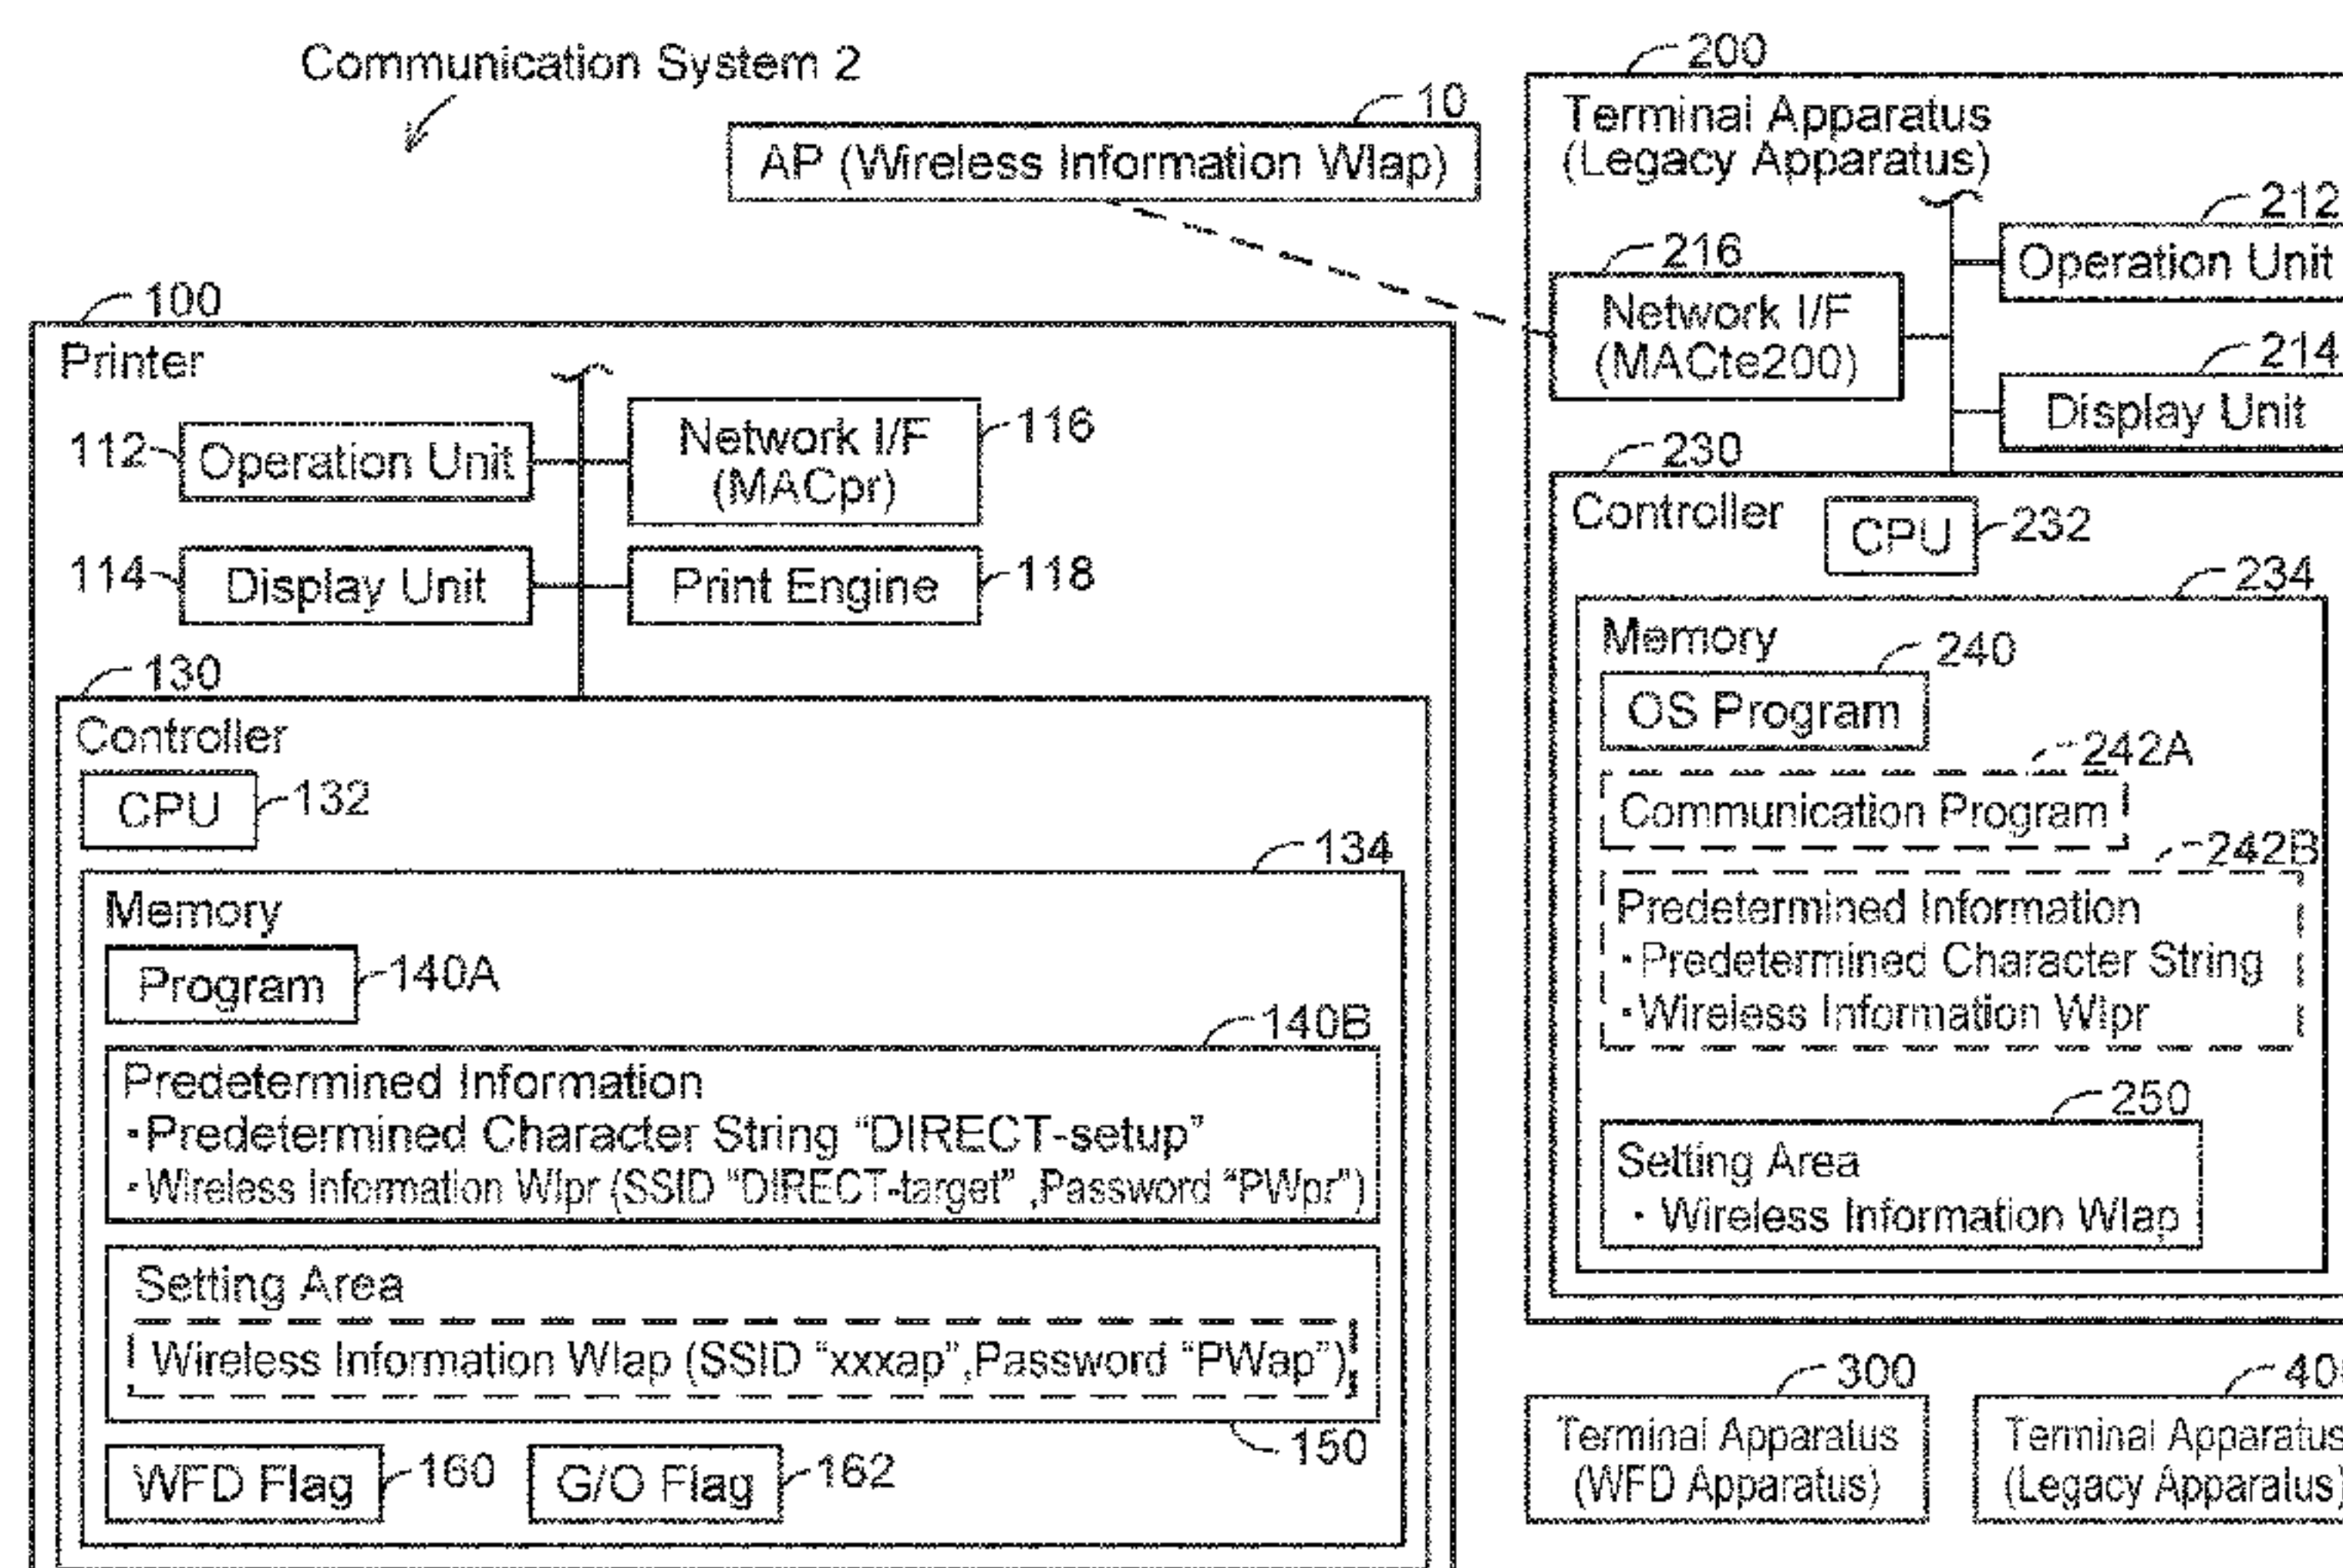 Communication System 2
10
AP (Wireless Information WIap)
100
Printer
112
Operation Unit
Network I/F
(MACpr)
116
114
Display Unit
Print Engine
118
130
Controller
CPU
132
134
Memory
Program
140A
140B
Predetermined Information
・Predetermined Character String “DIRECT-setup”
・Wireless Information WIpr (SSID “DIRECT-target” ,Password “PWpr”)
Setting Area
Wireless Information WIap (SSID “xxxap”,Password “PWap”)
150
WFD Flag
160
G/O Flag
162
200
Terminal Apparatus
(Legacy Apparatus)
212
Operation Unit
216
Network I/F
(MACte200)
214
Display Unit
230
Controller
CPU
232
234
Memory
240
OS Program
242A
Communication Program
242B
Predetermined Information
・Predetermined Character String
・Wireless Information WIpr
250
Setting Area
・Wireless Information WIap
300
Terminal Apparatus
(WFD Apparatus)
Terminal Apparatus
(Legacy Apparatus)